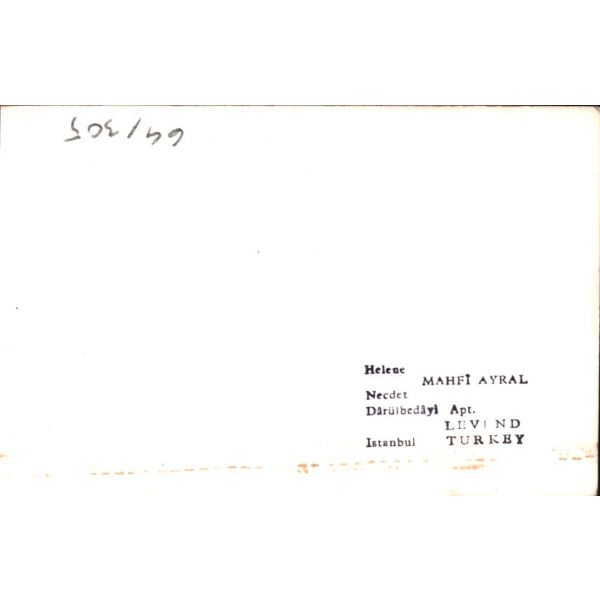 64/305
Helene
MAHFİ AYRAL
Necdet
Dârülbedâyi Apt.
LEVEND
Istanbul TURKEY